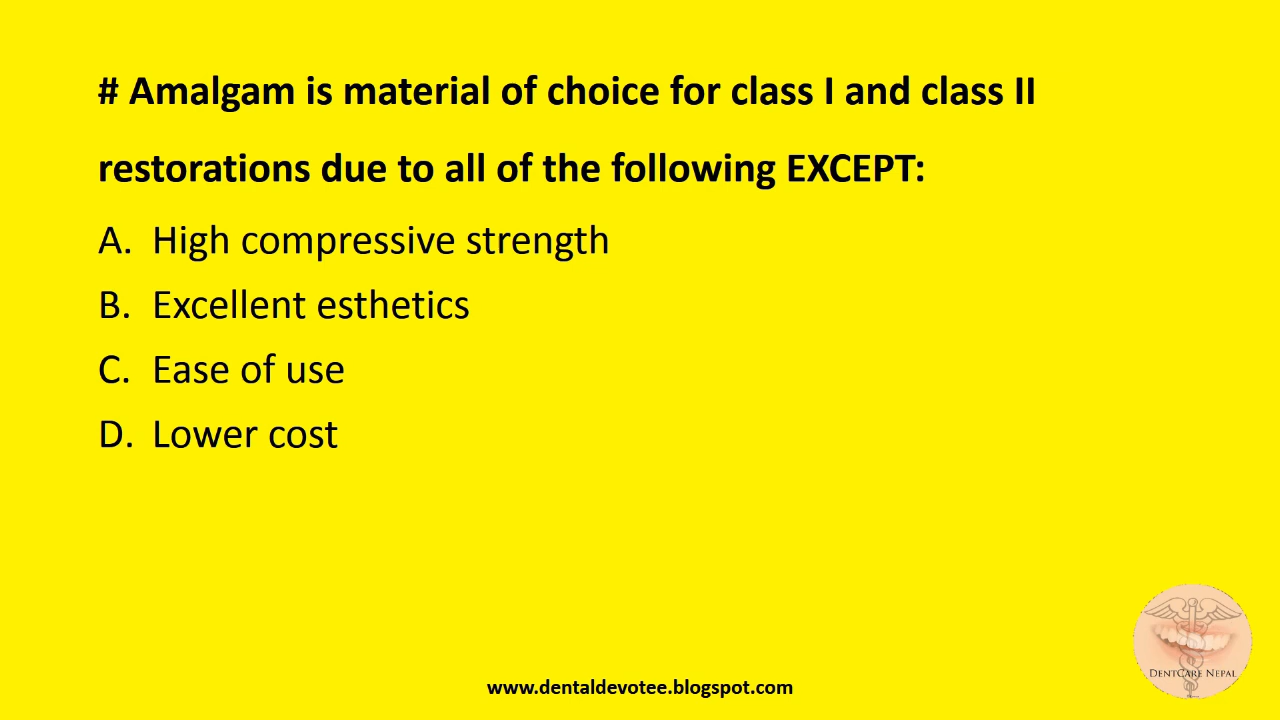 # Amalgam is material of choice for class I and class II
restorations due to all of the following EXCEPT:
A. High compressive strength
B. Excellent esthetics
C. Ease of use
D. Lower cost
DentCare Nepal
www.dentaldevotee.blogspot.com